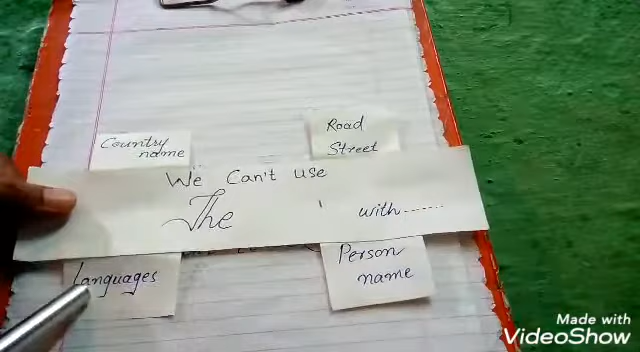 Country
name
Road
Street
We Can't use
The with.......
Languages
Person
name
Made with
VideoShow